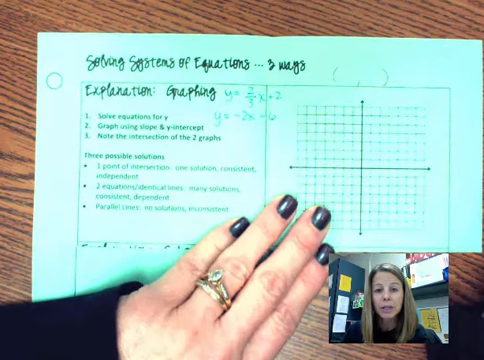 Solving Systems of Equations ... 3 ways
( , )
Explanation: Graphing y = 2/3 x + 2
y = -2x - 6
1. Solve equations for y
2. Graph using slope & y-intercept
3. Note the intersection of the 2 graphs
Three possible solutions
• 1 point of intersection: one solution, consistent,
independent
• 2 equations/identical lines: many solutions,
consistent, dependent
• Parallel Lines: no solutions, inconsistent